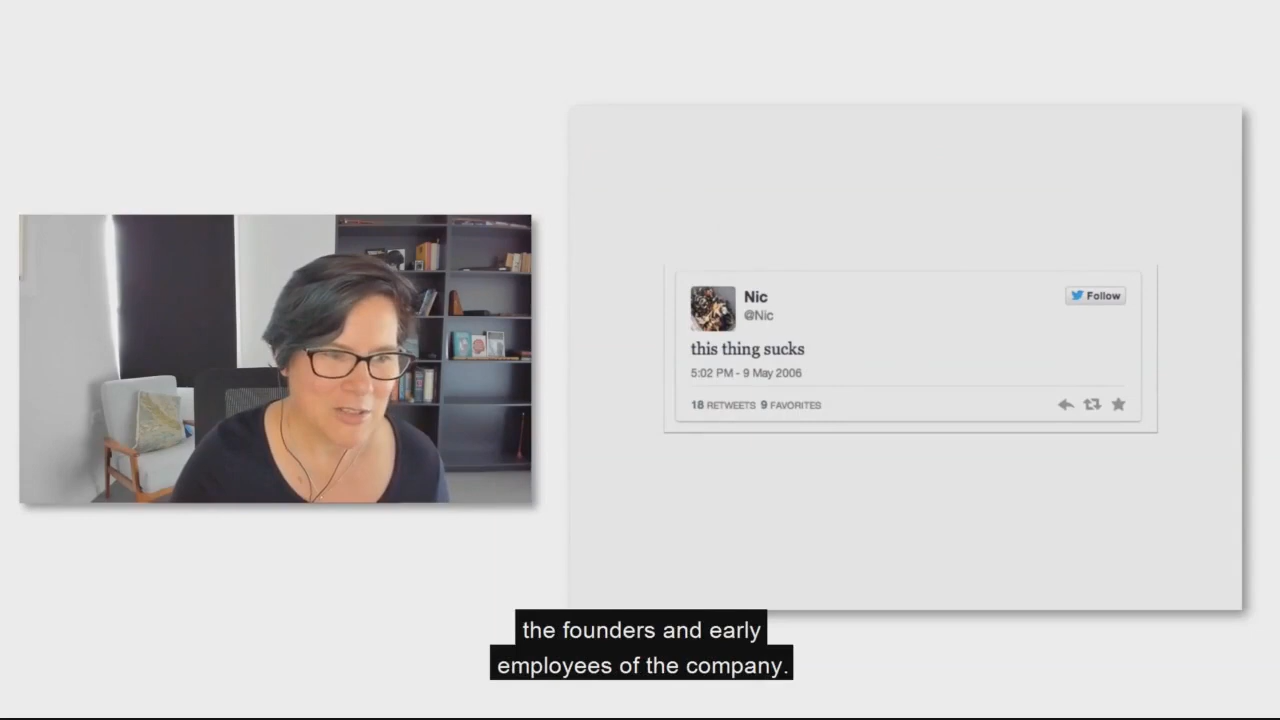 Nic
@Nic
Follow
this thing sucks
5:02 PM - 9 May 2006
18 RETWEETS 9 FAVORITES
the founders and early
employees of the company.